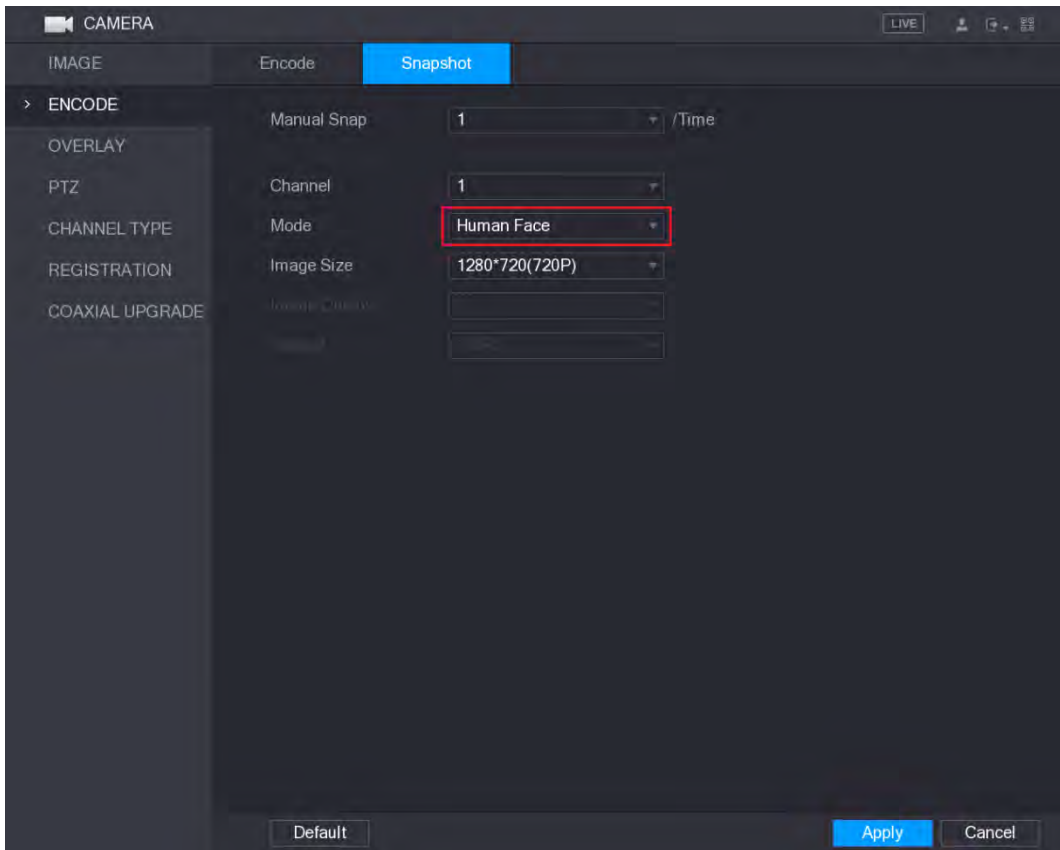 CAMERA
LIVE
IMAGE
Encode
Snapshot
> ENCODE
Manual Snap 1 /Time
OVERLAY
PTZ
Channel 1
CHANNEL TYPE
Mode Human Face
REGISTRATION
Image Size 1280*720(720P)
COAXIAL UPGRADE
Default
Apply
Cancel